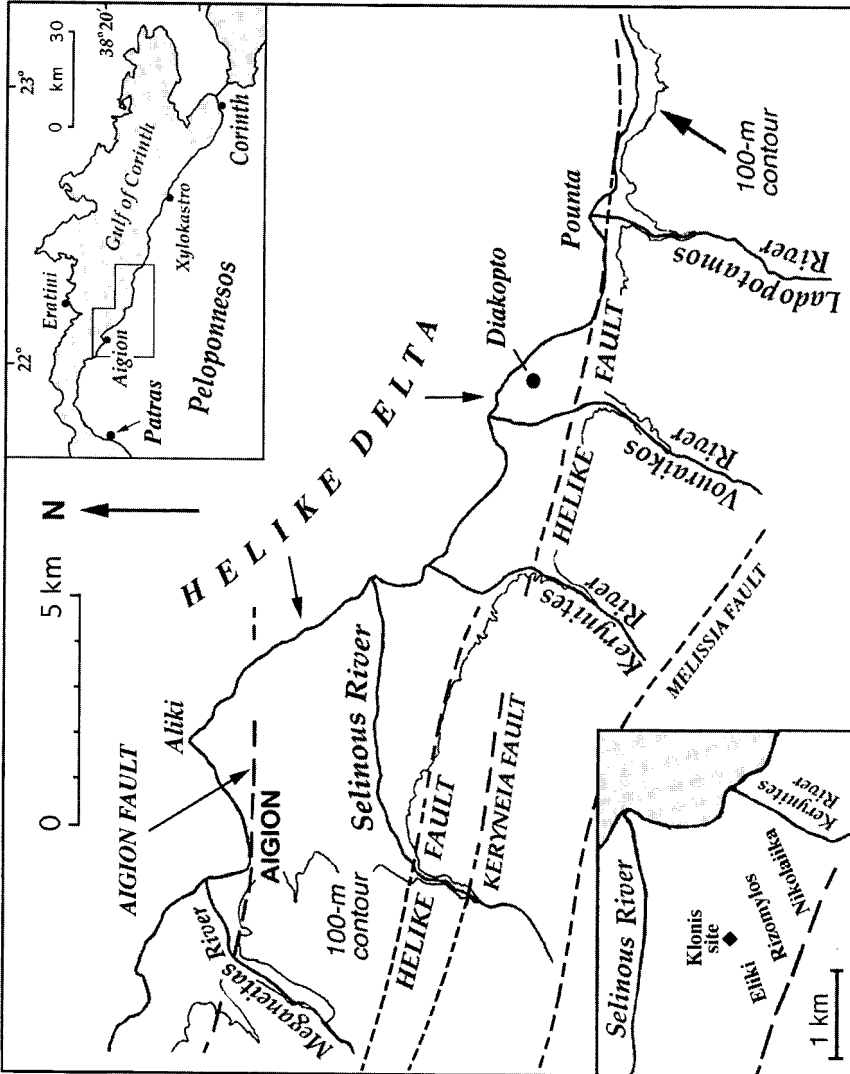 22°
23°
0 km 30
38°20'
Eratini
Gulf of Corinth
Aigion
Patras
Xylokastro
Corinth
Peloponnesos
0
5 km
N
HELIKE DELTA
AIGION FAULT
Aliki
AIGION
Meganeitas River
100-m
contour
Selinous River
HELIKE FAULT
KERYNEIA FAULT
Kerynites
River
HELIKE FAULT
Diakopto
Pounta
Vouraikos
River
Ladopotamos
River
100-m
contour
MELISSIA FAULT
Selinous River
Klonis
site
Eliki
Rizomylos
Nikolaiika
Kerynites
River
1 km